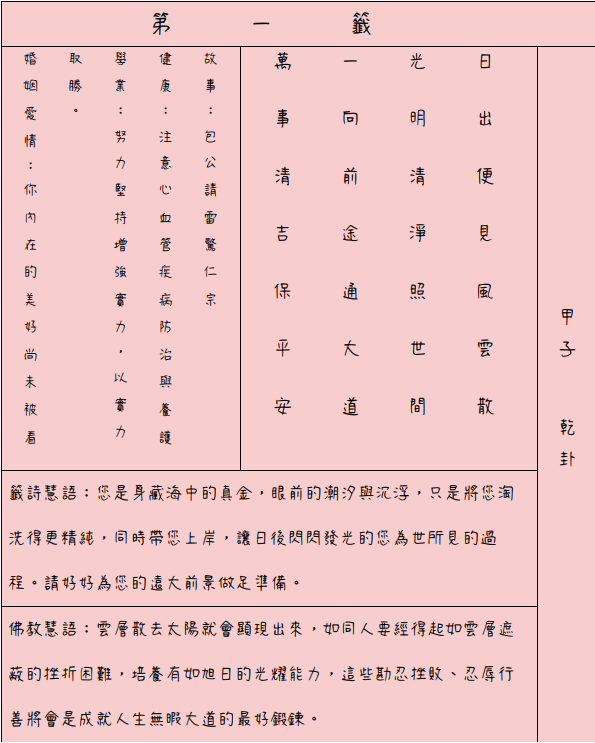 第一籤
甲子　乾卦
日出便見風雲散
光明清淨照世間
一向前途通大道
萬事清吉保平安
故事：包公請雷驚仁宗
健康：注意心血管疾病防治與養護
學業：努力堅持增強實力，以實力
取勝。
婚姻愛情：你內在的美好尚未被看
籤詩慧語：您是身藏海中的真金，眼前的潮汐與沉浮，只是將您淘
洗得更精純，同時帶您上岸，讓日後閃閃發光的您為世所見的過
程。請好好為您的遠大前景做足準備。
佛教慧語：雲層散去太陽就會顯現出來，如同人要經得起如雲層遮
蔽的挫折困難，培養有如旭日的光耀能力，這些勘忍挫敗、忍辱行
善將會是成就人生無暇大道的最好鍛鍊。